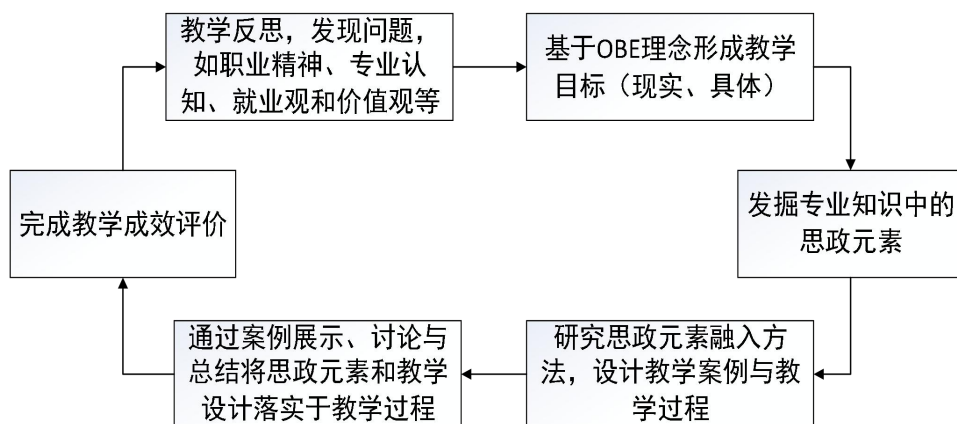 教学反思，发现问题，
如职业精神、专业认
知、就业观和价值观等
基于OBE理念形成教学
目标（现实、具体）
发掘专业知识中的
思政元素
研究思政元素融入方
法，设计教学案例与教
学过程
通过案例展示、讨论与
总结将思政元素和教学
设计落实于教学过程
完成教学成效评价